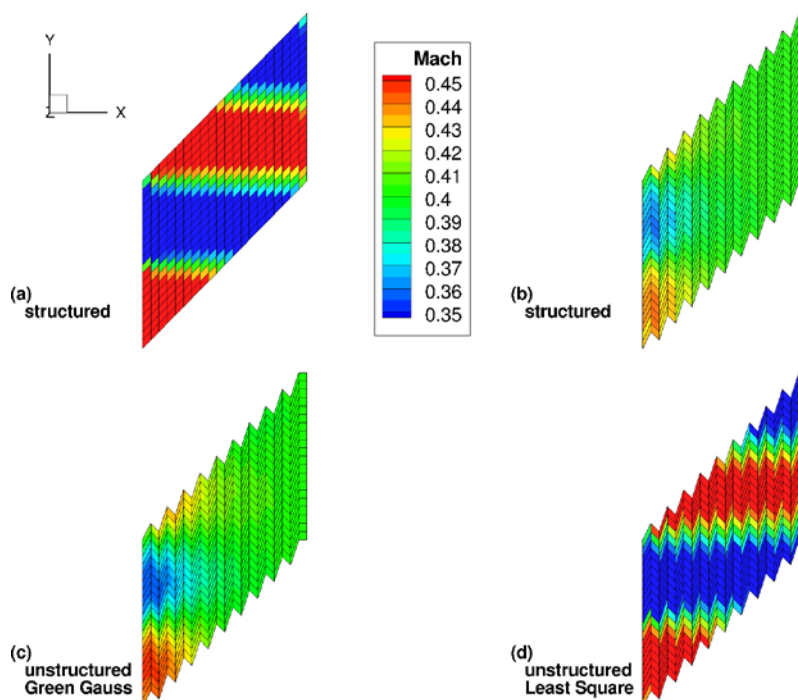 Y
Z
X
Mach
0.45
0.44
0.43
0.42
0.41
0.4
0.39
0.38
0.37
0.36
0.35
(a)
structured
(b)
structured
(c)
unstructured
Green Gauss
(d)
unstructured
Least Square